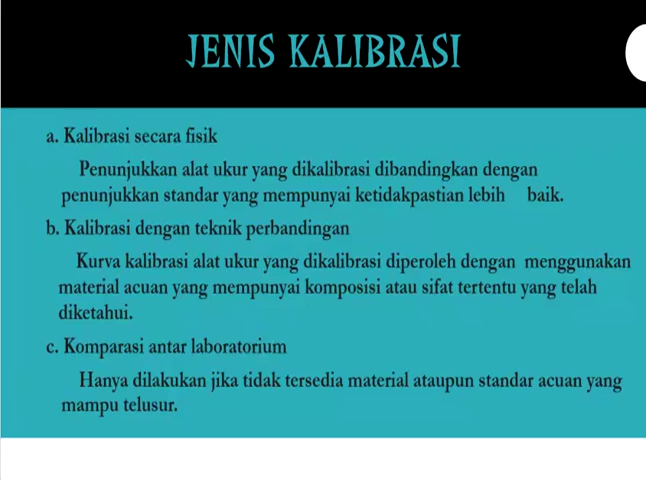 JENIS KALIBRASI
a. Kalibrasi secara fisik
Penunjukkan alat ukur yang dikalibrasi dibandingkan dengan
penunjukkan standar yang mempunyai ketidakpastian lebih baik.
b. Kalibrasi dengan teknik perbandingan
Kurva kalibrasi alat ukur yang dikalibrasi diperoleh dengan menggunakan
material acuan yang mempunyai komposisi atau sifat tertentu yang telah
diketahui.
c. Komparasi antar laboratorium
Hanya dilakukan jika tidak tersedia material ataupun standar acuan yang
mampu telusur.